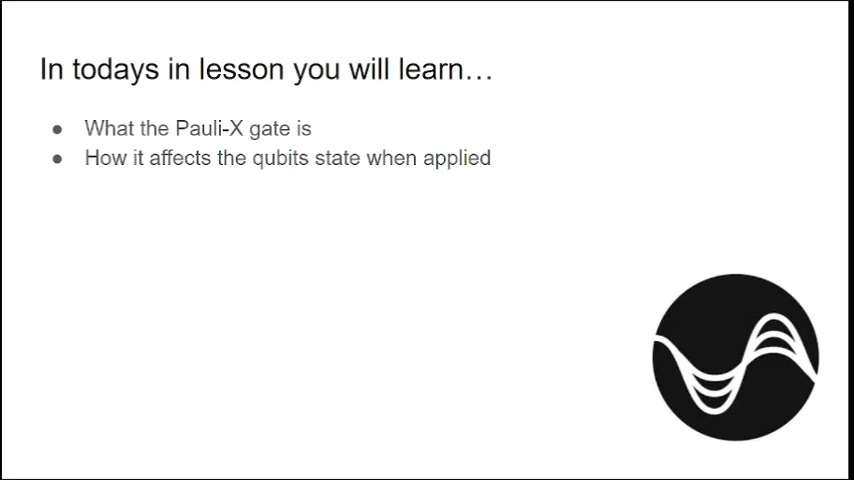 In todays in lesson you will learn…
● What the Pauli-X gate is
● How it affects the qubits state when applied